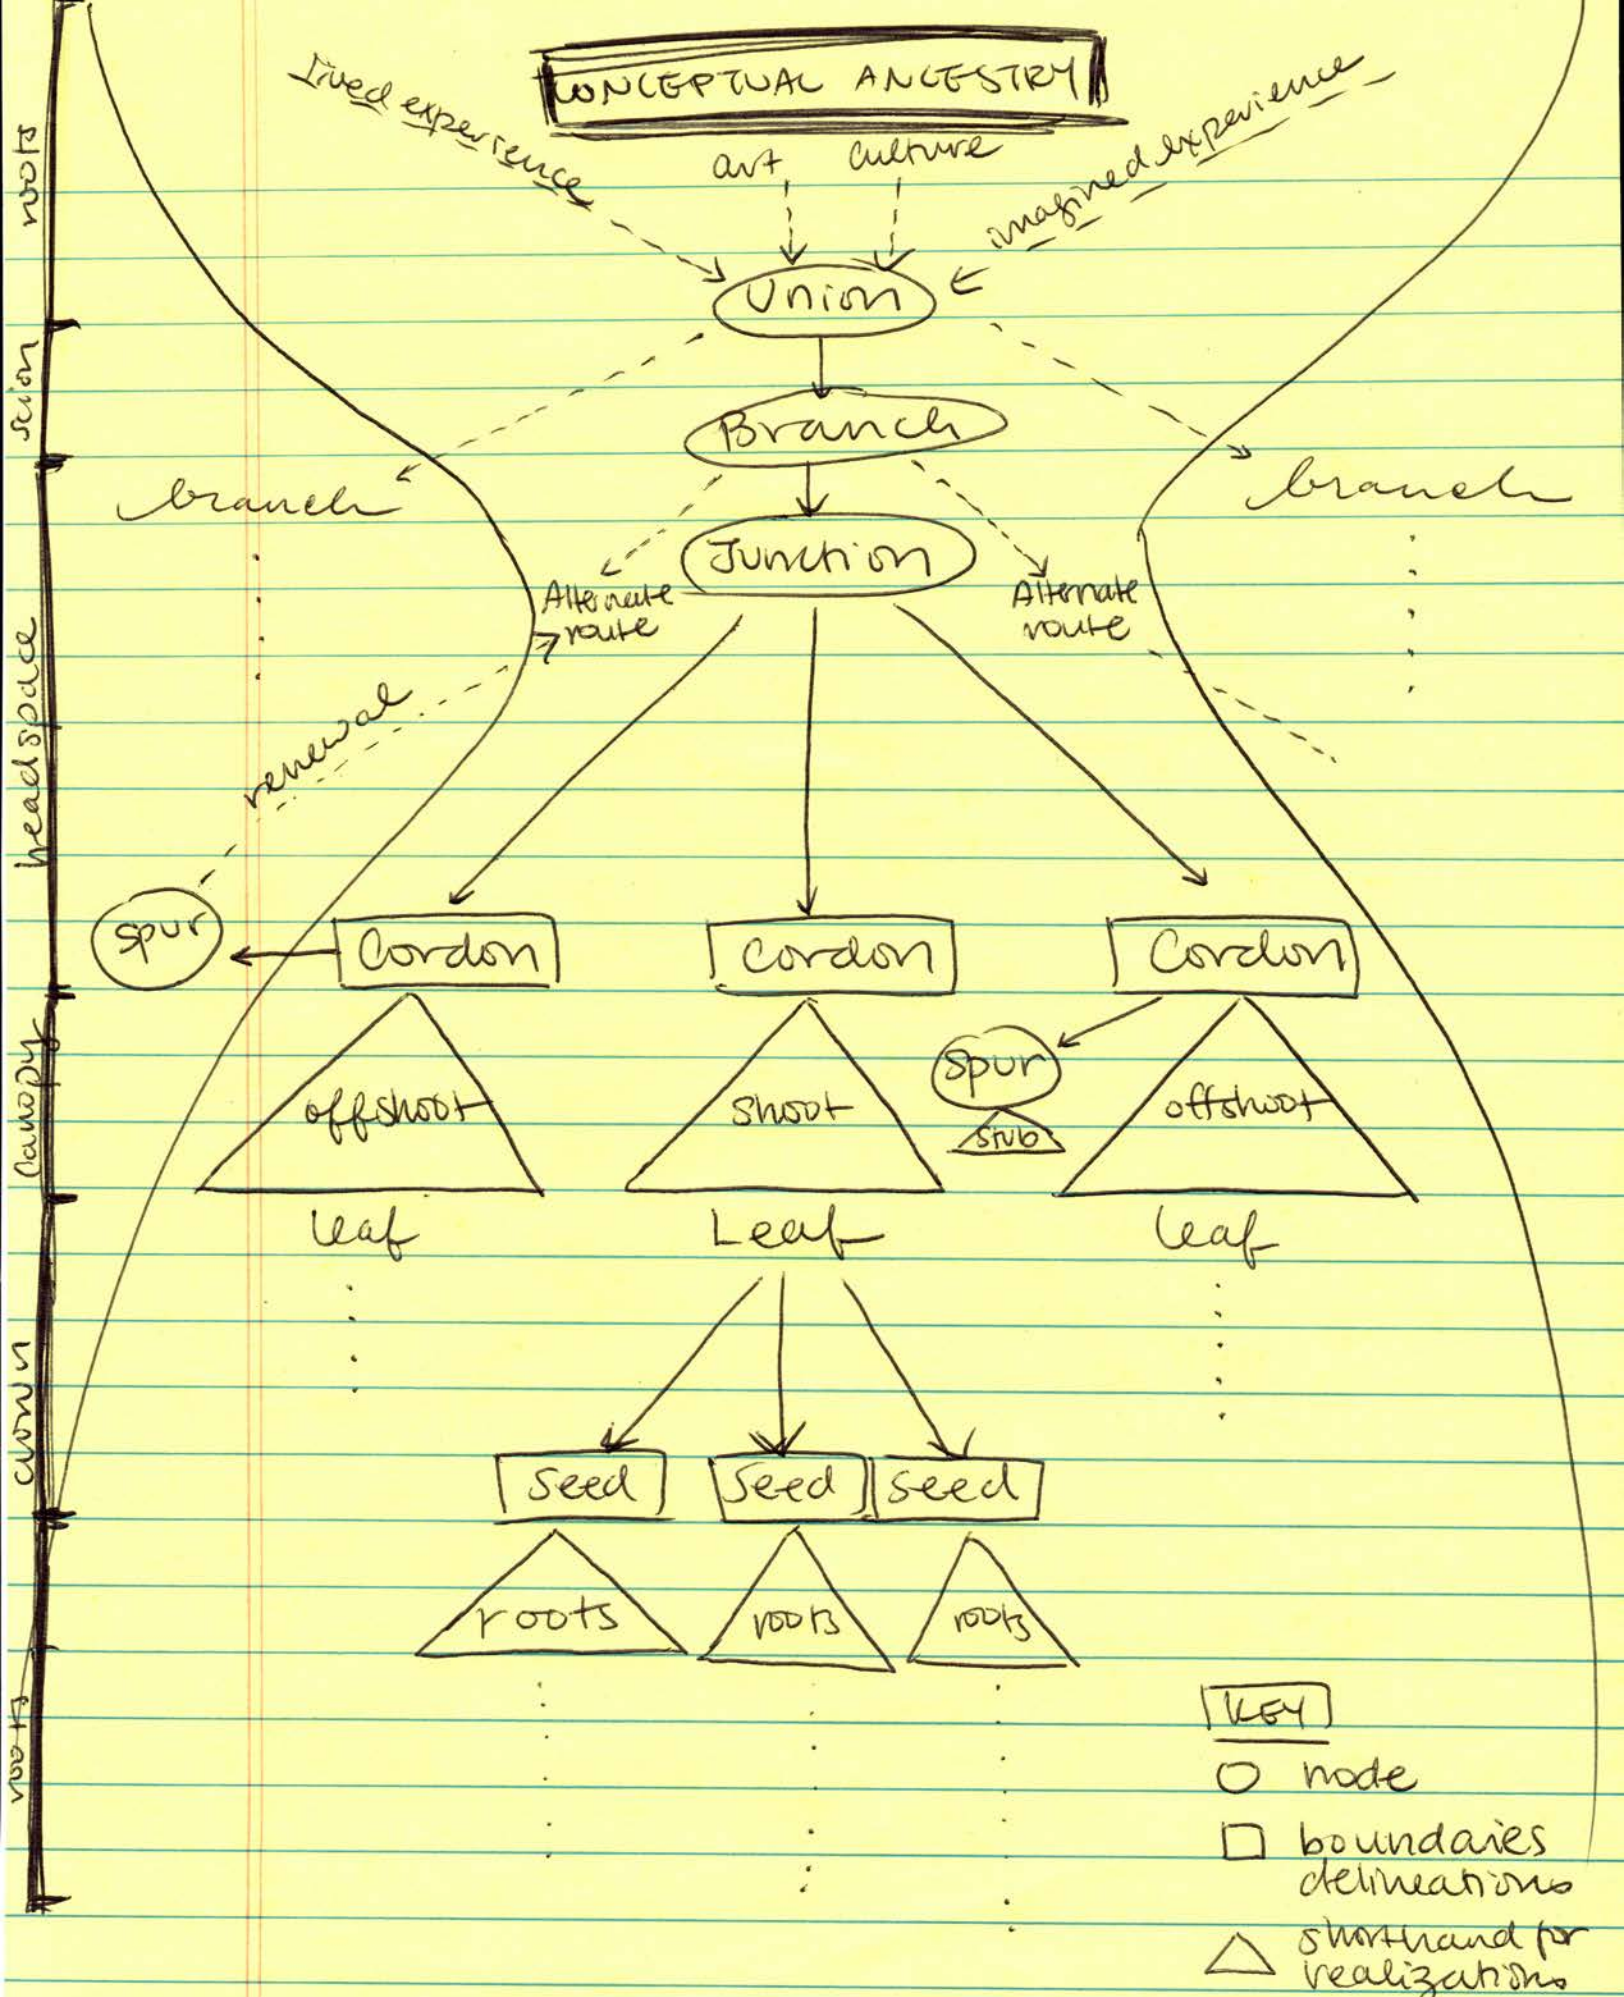 CONCEPTUAL ANCESTRY
lived experience
art
culture
imagined experience
Union
Branch
branch
branch
Junction
Alternate
route
Alternate
route
renewal
spur
Cordon
Cordon
Cordon
offshoot
shoot
spur
stub
offshoot
leaf
Leaf
leaf
seed
seed
seed
roots
roots
roots
roots
scion
headspace
Canopy
crown
roots
KEY
node
boundaries
delineations
shorthand for
realizations